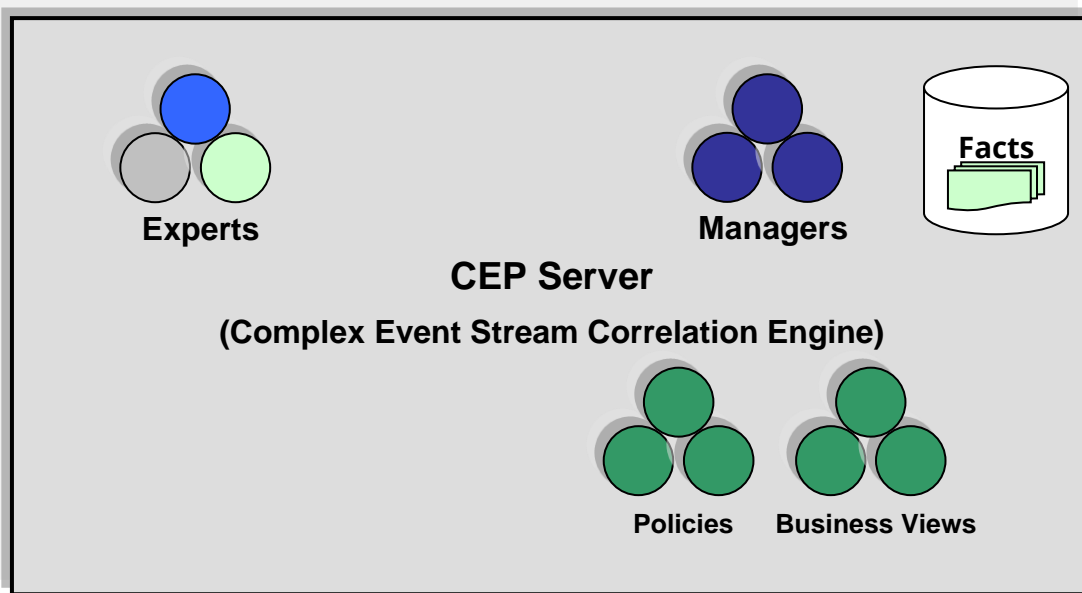 Facts
Experts
Managers
CEP Server
(Complex Event Stream Correlation Engine)
Policies
Business Views